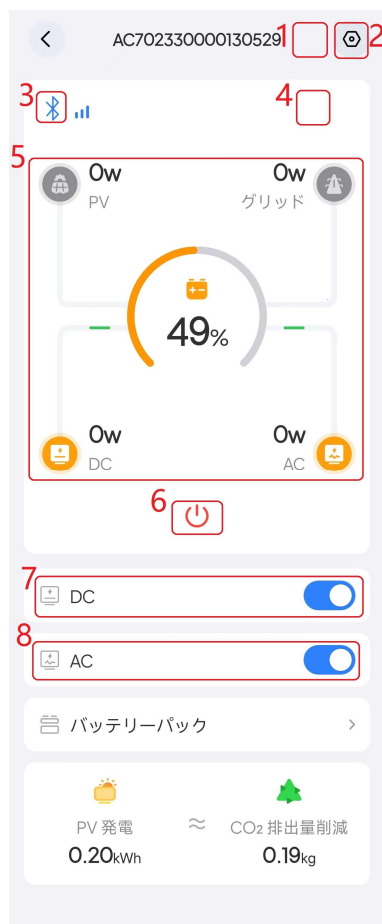 AC702330000130529 1 2
3 4
5
0w 0w
PV グリッド
49%
0w 0w
DC AC
6
7
DC
8
AC
バッテリーパック
PV 発電 ≈ CO₂ 排出量削減
0.20kWh 0.19kg